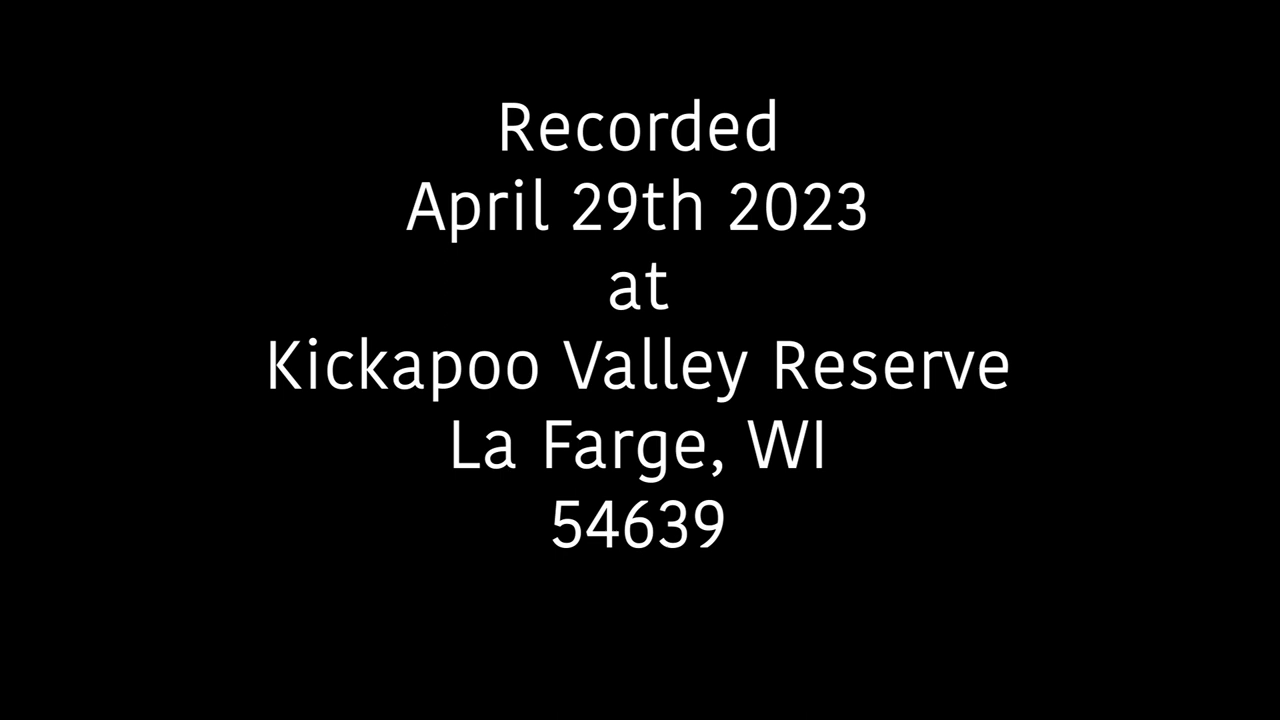 Recorded
April 29th 2023
at
Kickapoo Valley Reserve
La Farge, WI
54639